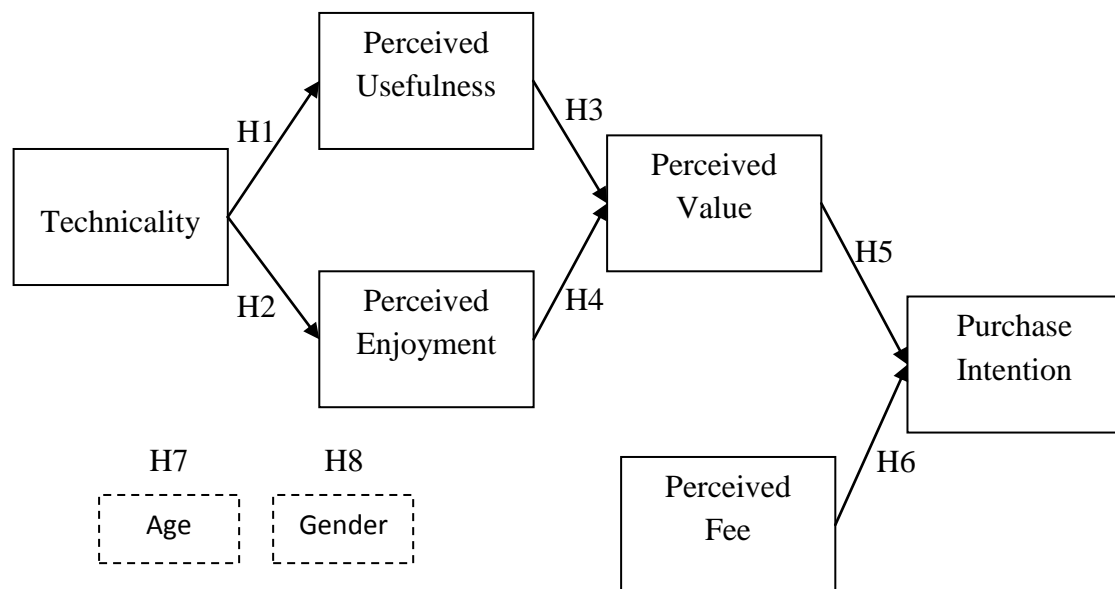 Perceived
Usefulness
H1
H3
Technicality
Perceived
Value
H2
Perceived
Enjoyment
H4
H5
Purchase
Intention
H7
H8
H6
Age
Gender
Perceived
Fee